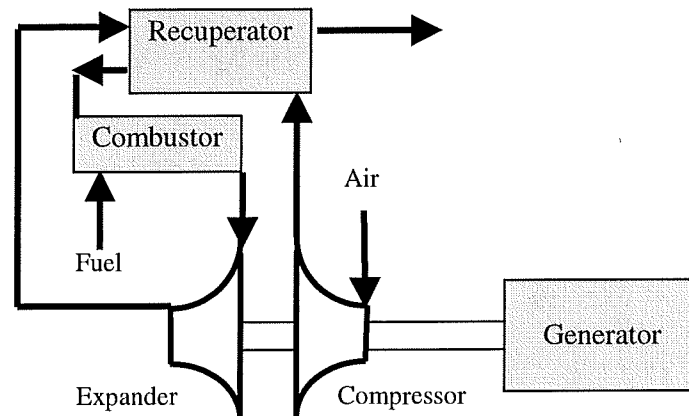 Recuperator
Combustor
Air
Fuel
Generator
Expander
Compressor